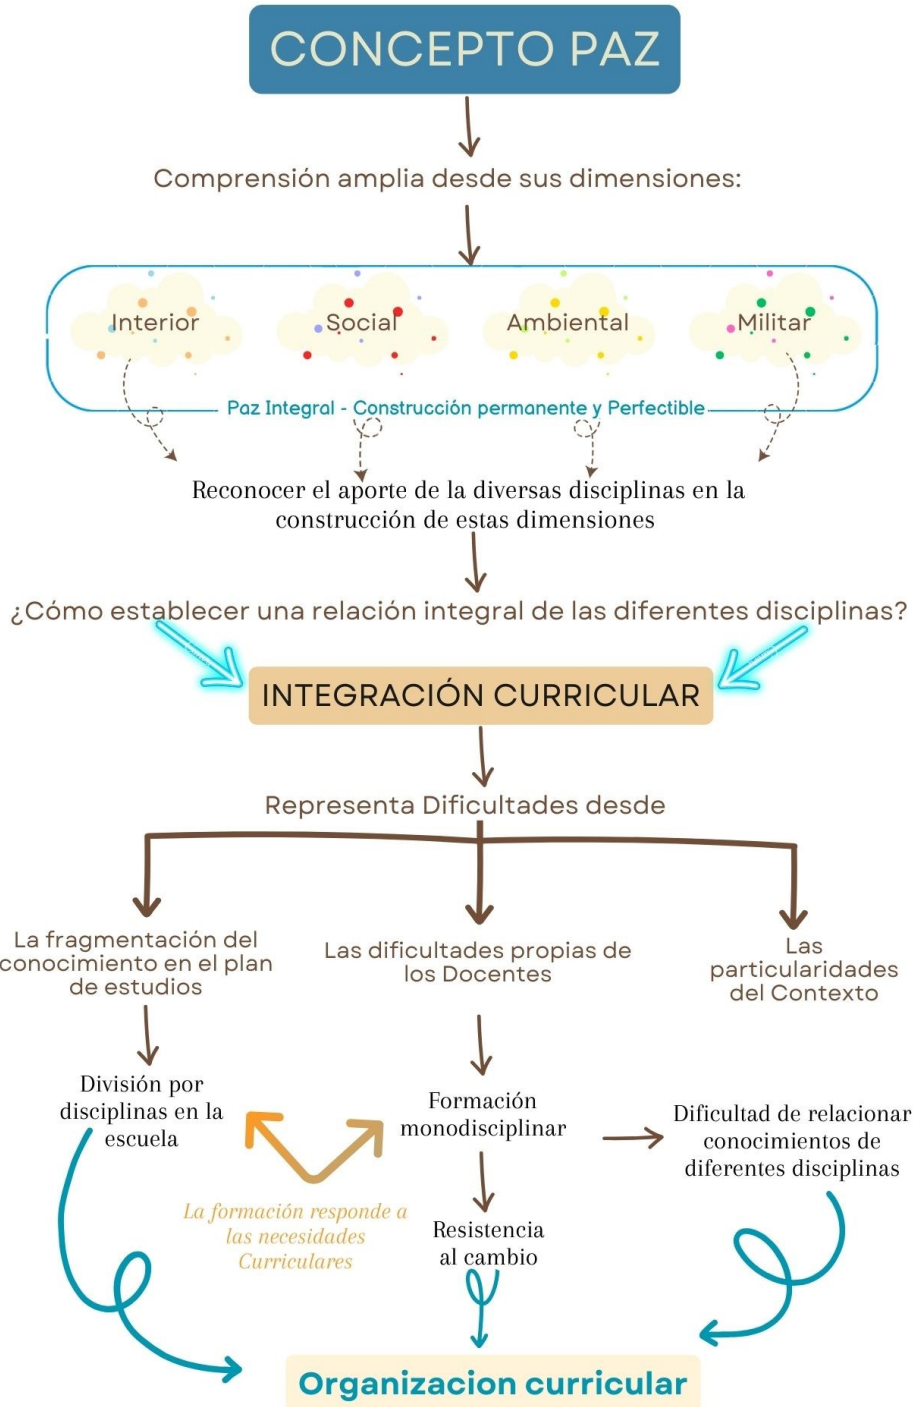 CONCEPTO PAZ
Comprensión amplia desde sus dimensiones:
Interior
Social
Ambiental
Militar
Paz Integral - Construcción permanente y Perfectible
Reconocer el aporte de la diversas disciplinas en la
construcción de estas dimensiones
¿Cómo establecer una relación integral de las diferentes disciplinas?
INTEGRACIÓN CURRICULAR
Representa Dificultades desde
La fragmentación del
conocimiento en el plan
de estudios
Las dificultades propias de
los Docentes
Las
particularidades
del Contexto
División por
disciplinas en la
escuela
Formación
monodisciplinar
Dificultad de relacionar
conocimientos de
diferentes disciplinas
La formación responde a
las necesidades
Curriculares
Resistencia
al cambio
Organizacion curricular